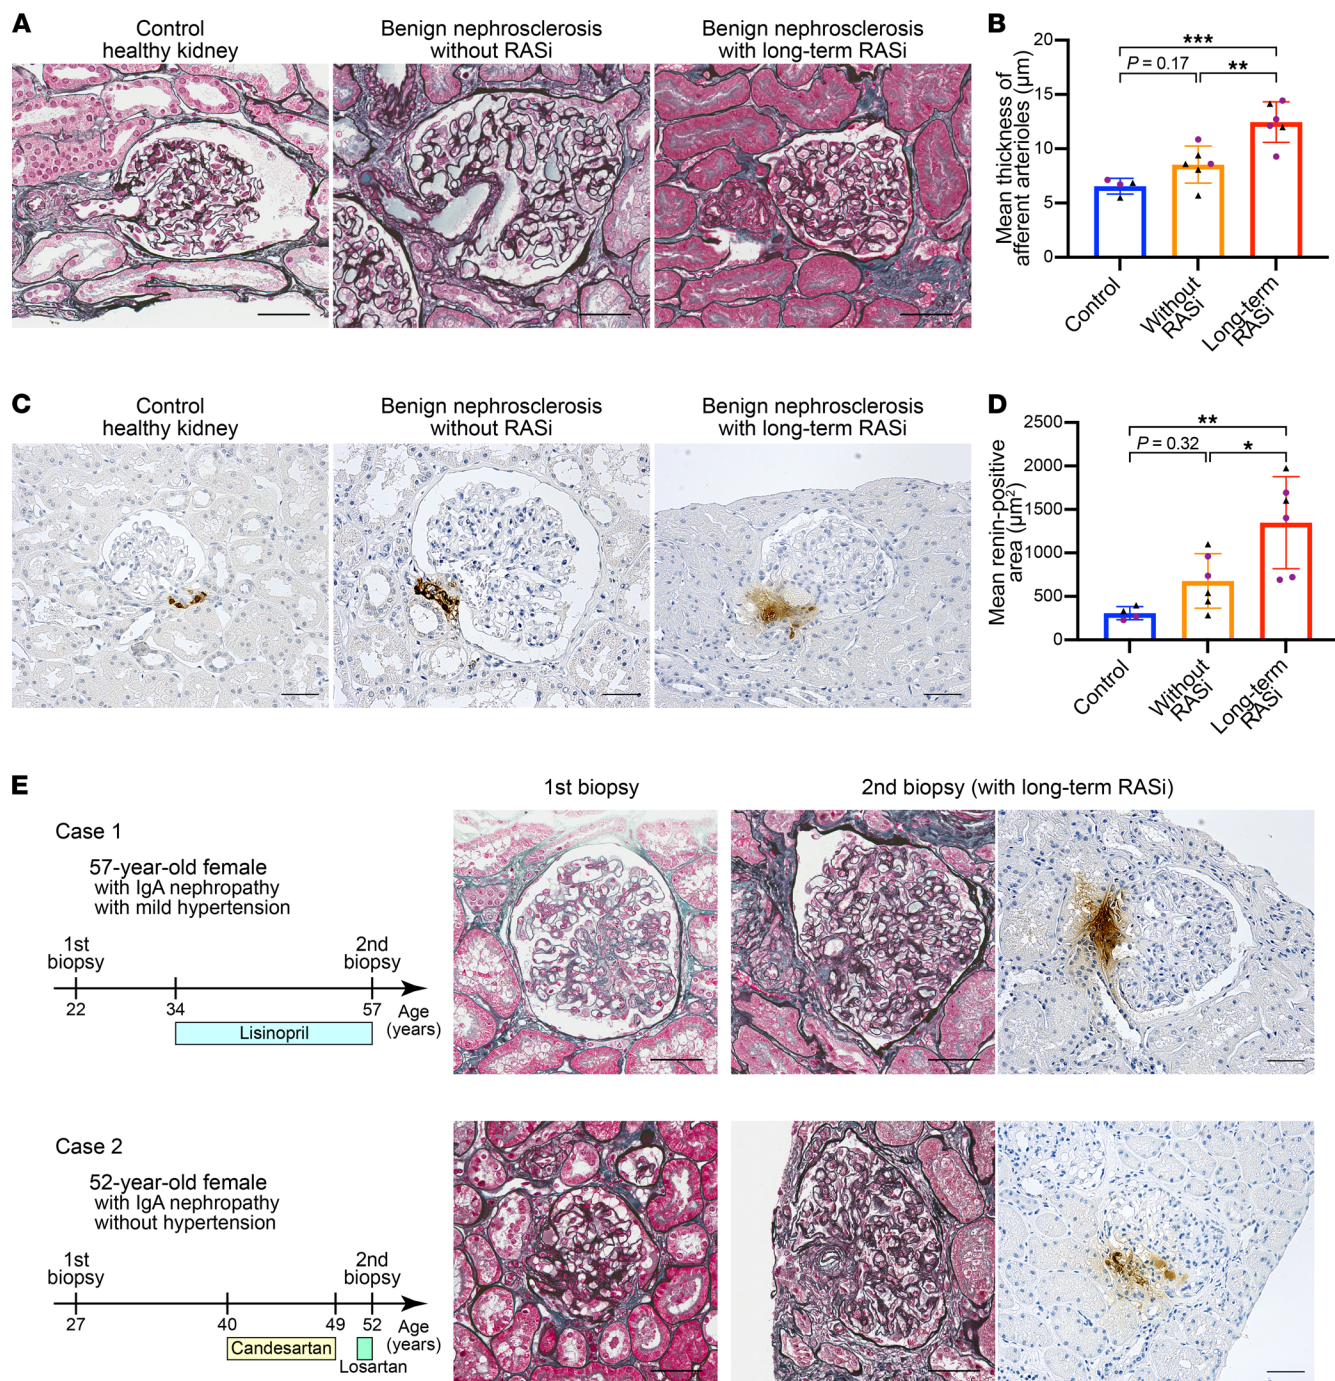 A
Control
healthy kidney
Benign nephrosclerosis
without RASi
Benign nephrosclerosis
with long-term RASi
B
Mean thickness of
afferent arterioles (μm)
20
15
10
5
0
***
P = 0.17
**
Control
Without
RASi
Long-term
RASi
C
Control
healthy kidney
Benign nephrosclerosis
without RASi
Benign nephrosclerosis
with long-term RASi
D
Mean renin-positive
area (μm²)
2500
2000
1500
1000
500
0
**
P = 0.32
*
Control
Without
RASi
Long-term
RASi
E
1st biopsy
2nd biopsy (with long-term RASi)
Case 1
57-year-old female
with IgA nephropathy
with mild hypertension
1st
biopsy
2nd
biopsy
22
34
57
Age
(years)
Lisinopril
Case 2
52-year-old female
with IgA nephropathy
without hypertension
1st
biopsy
2nd
biopsy
27
40
49
52
Age
(years)
Candesartan
Losartan